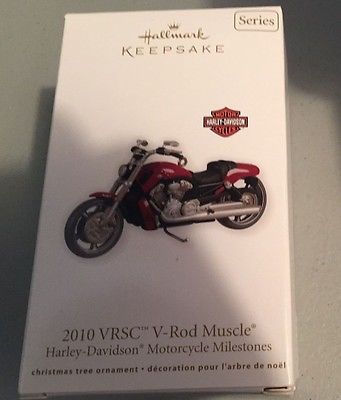 Hallmark
KEEPSAKE
Series
MOTOR
HARLEY-DAVIDSON
CYCLES
2010 VRSC™ V-Rod Muscle®
Harley-Davidson® Motorcycle Milestones
christmas tree ornament • décoration pour l'arbre de noël